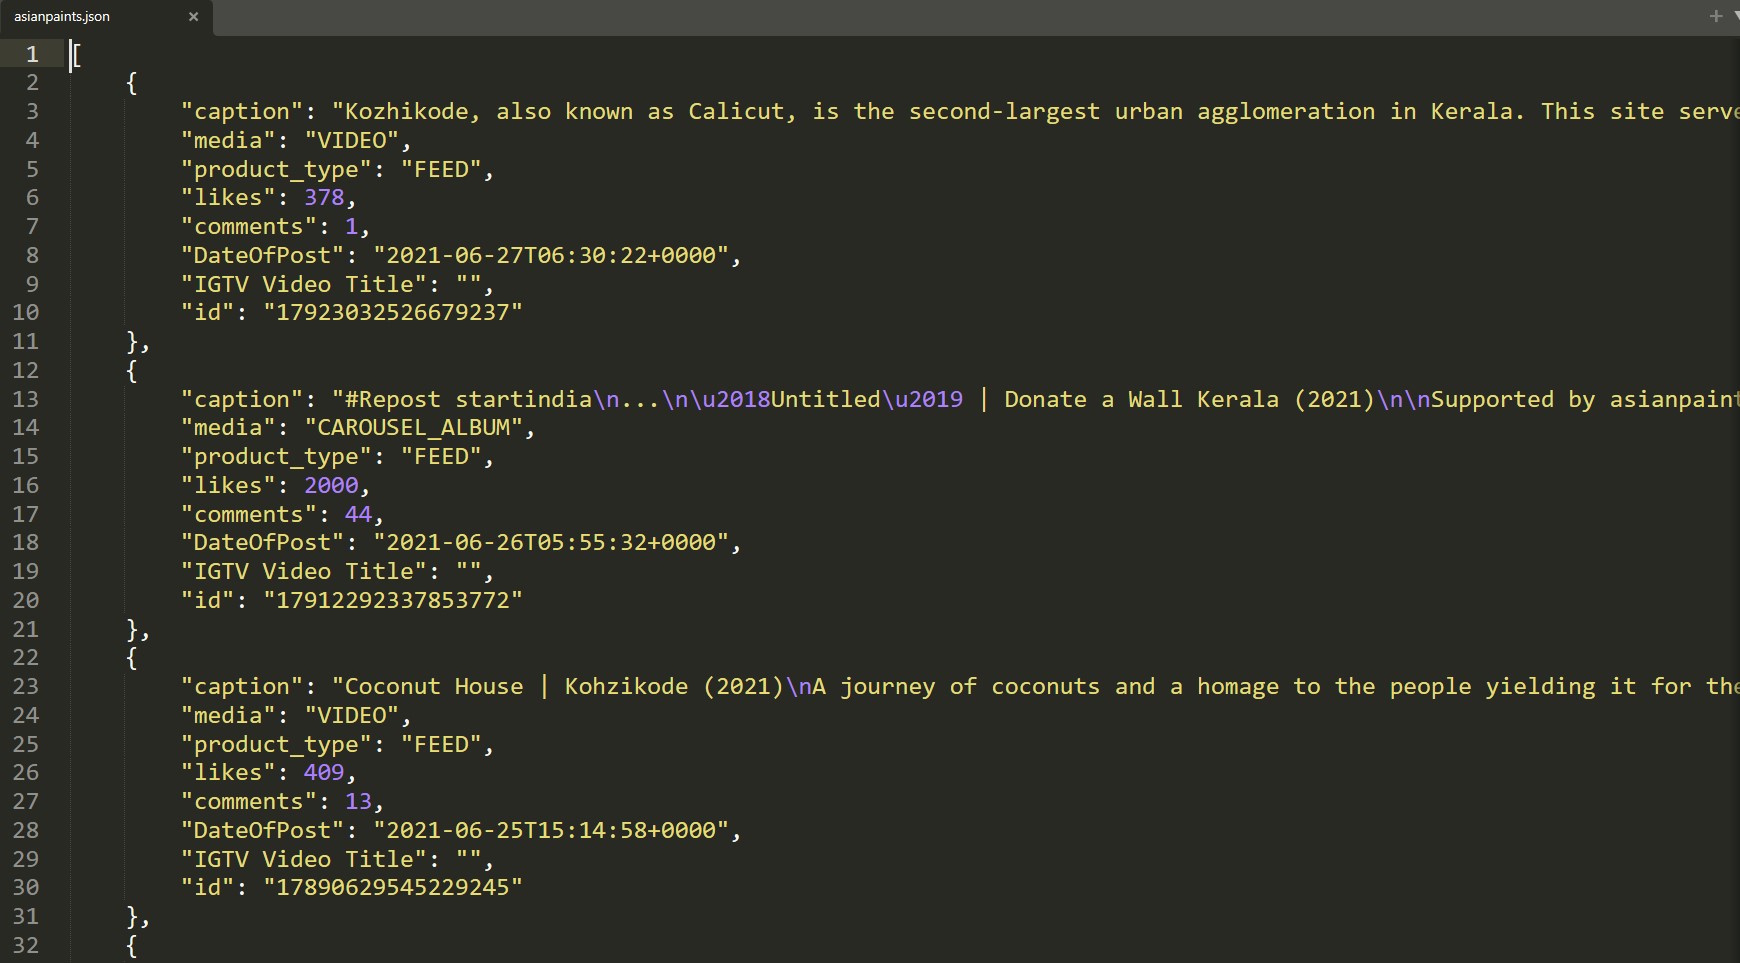 asianpaints.json ×
1 [
2 {
3 "caption": "Kozhikode, also known as Calicut, is the second-largest urban agglomeration in Kerala. This site serve
4 "media": "VIDEO",
5 "product_type": "FEED",
6 "likes": 378,
7 "comments": 1,
8 "DateOfPost": "2021-06-27T06:30:22+0000",
9 "IGTV Video Title": "",
10 "id": "17923032526679237"
11 },
12 {
13 "caption": "#Repost startindia\n...\n\u2018Untitled\u2019 | Donate a Wall Kerala (2021)\n\nSupported by asianpaint
14 "media": "CAROUSEL_ALBUM",
15 "product_type": "FEED",
16 "likes": 2000,
17 "comments": 44,
18 "DateOfPost": "2021-06-26T05:55:32+0000",
19 "IGTV Video Title": "",
20 "id": "17912292337853772"
21 },
22 {
23 "caption": "Coconut House | Kohzikode (2021)\nA journey of coconuts and a homage to the people yielding it for the
24 "media": "VIDEO",
25 "product_type": "FEED",
26 "likes": 409,
27 "comments": 13,
28 "DateOfPost": "2021-06-25T15:14:58+0000",
29 "IGTV Video Title": "",
30 "id": "17890629545229245"
31 },
32 {